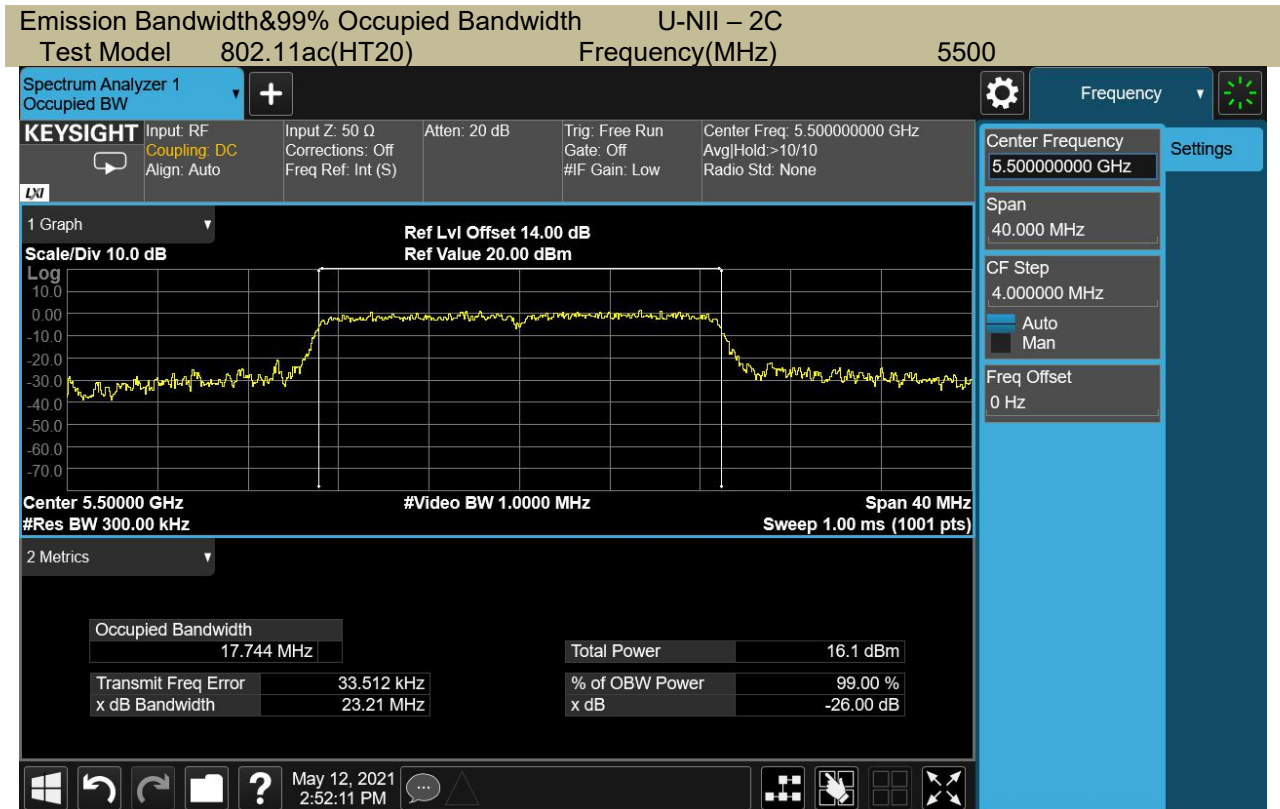 Emission Bandwidth&99% Occupied Bandwidth U-NII – 2C
Test Model 802.11ac(HT20) Frequency(MHz) 5500
Spectrum Analyzer 1
Occupied BW
+
Frequency
KEYSIGHT
LXI
Input: RF
Coupling: DC
Align: Auto
Input Z: 50 Ω
Corrections: Off
Freq Ref: Int (S)
Atten: 20 dB
Trig: Free Run
Gate: Off
#IF Gain: Low
Center Freq: 5.500000000 GHz
Avg|Hold:>10/10
Radio Std: None
1 Graph
Scale/Div 10.0 dB
Ref Lvl Offset 14.00 dB
Ref Value 20.00 dBm
Log
10.0
0.00
-10.0
-20.0
-30.0
-40.0
-50.0
-60.0
-70.0
Center 5.50000 GHz
#Res BW 300.00 kHz
#Video BW 1.0000 MHz
Span 40 MHz
Sweep 1.00 ms (1001 pts)
2 Metrics
Occupied Bandwidth
17.744 MHz
Total Power 16.1 dBm
Transmit Freq Error 33.512 kHz
% of OBW Power 99.00 %
x dB Bandwidth 23.21 MHz
x dB -26.00 dB
Center Frequency
5.500000000 GHz
Settings
Span
40.000 MHz
CF Step
4.000000 MHz
Auto
Man
Freq Offset
0 Hz
?
May 12, 2021
2:52:11 PM